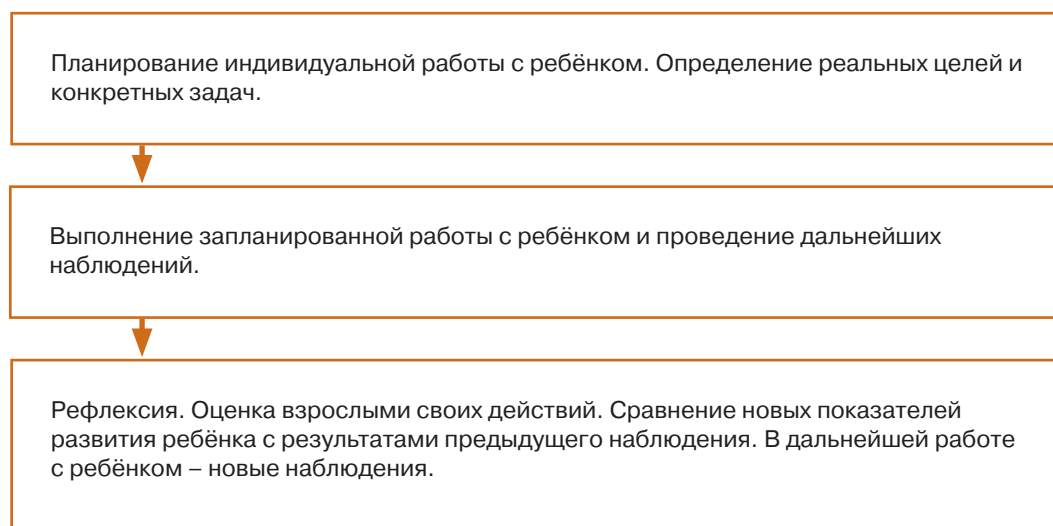 Планирование индивидуальной работы с ребёнком. Определение реальных целей и
конкретных задач.
Выполнение запланированной работы с ребёнком и проведение дальнейших
наблюдений.
Рефлексия. Оценка взрослыми своих действий. Сравнение новых показателей
развития ребёнка с результатами предыдущего наблюдения. В дальнейшей работе
с ребёнком – новые наблюдения.